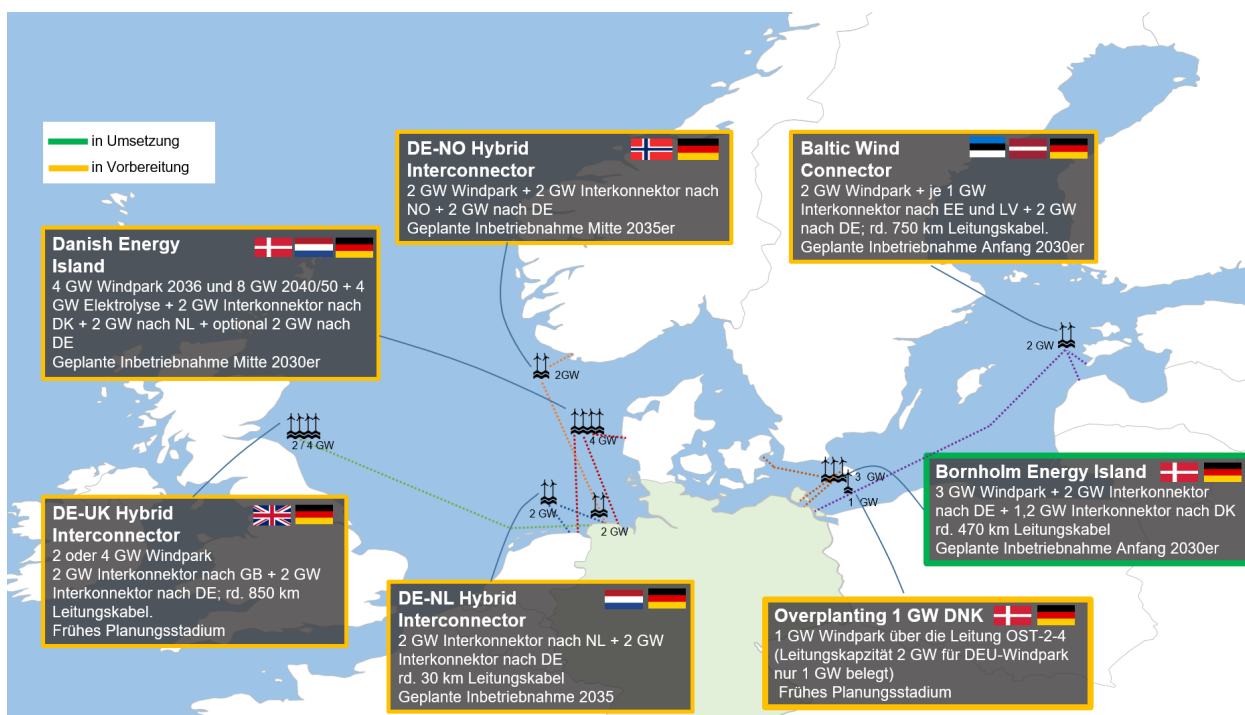 in Umsetzung
in Vorbereitung
DE-NO Hybrid
Interconnector
2 GW Windpark + 2 GW Interkonnektor nach
NO + 2 GW nach DE
Geplante Inbetriebnahme Mitte 2035er
Baltic Wind
Connector
2 GW Windpark + je 1 GW
Interkonnektor nach EE und LV + 2 GW
nach DE; rd. 750 km Leitungskabel.
Geplante Inbetriebnahme Anfang 2030er
Danish Energy
Island
4 GW Windpark 2036 und 8 GW 2040/50 + 4
GW Elektrolyse + 2 GW Interkonnektor nach
DK + 2 GW nach NL + optional 2 GW nach
DE
Geplante Inbetriebnahme Mitte 2030er
2 GW
2GW
4 GW
2 / 4 GW
3 GW
1 GW
2 GW
2 GW
Bornholm Energy Island
3 GW Windpark + 2 GW Interkonnektor
nach DE + 1,2 GW Interkonnektor nach DK
rd. 470 km Leitungskabel
Geplante Inbetriebnahme Anfang 2030er
DE-UK Hybrid
Interconnector
2 oder 4 GW Windpark
2 GW Interkonnektor nach GB + 2 GW
Interkonnektor nach DE; rd. 850 km
Leitungskabel.
Frühes Planungsstadium
DE-NL Hybrid
Interconnector
2 GW Interkonnektor nach NL + 2 GW
Interkonnektor nach DE
rd. 30 km Leitungskabel
Geplante Inbetriebnahme 2035
Overplanting 1 GW DNK
1 GW Windpark über die Leitung OST-2-4
(Leitungskapzität 2 GW für DEU-Windpark
nur 1 GW belegt)
Frühes Planungsstadium